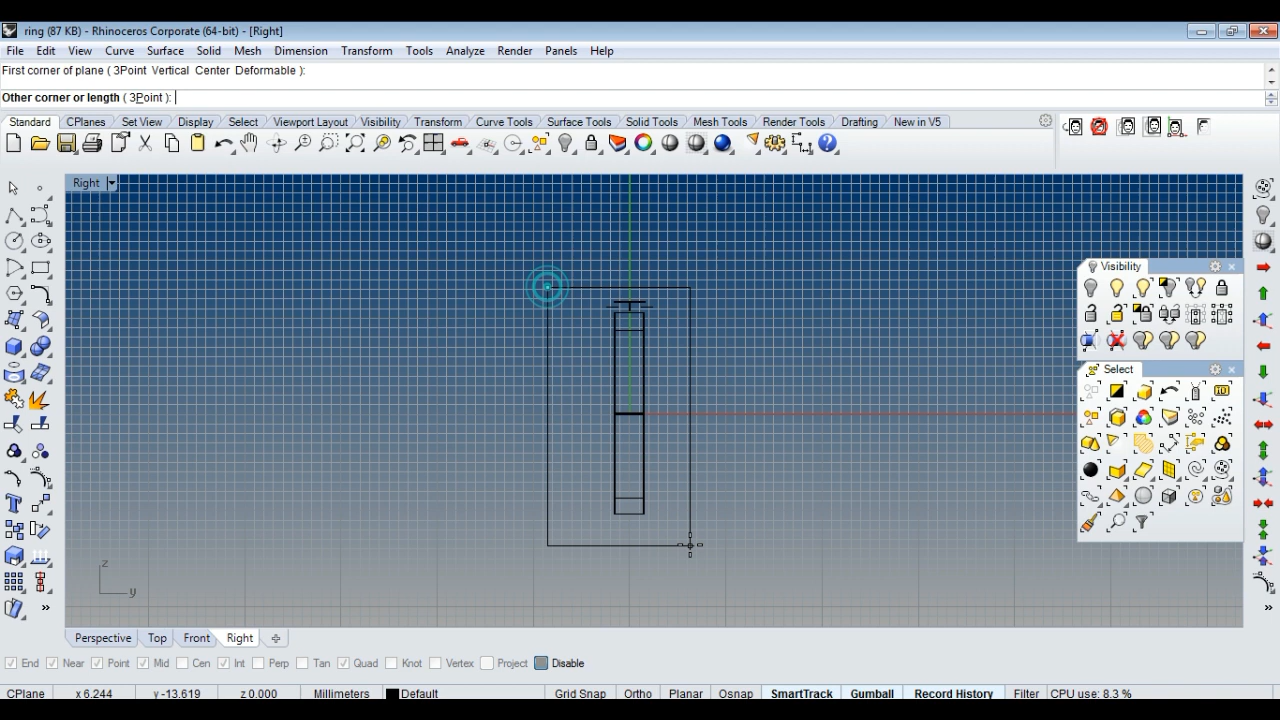 ring (87 KB) - Rhinoceros Corporate (64-bit) - [Right]
File Edit View Curve Surface Solid Mesh Dimension Transform Tools Analyze Render Panels Help
First corner of plane ( 3Point Vertical Center Deformable ):
Other corner or length ( 3Point ):
Standard CPlanes Set View Display Select Viewport Layout Visibility Transform Curve Tools Surface Tools Solid Tools Mesh Tools Render Tools Drafting New in V5
Right
Visibility
Select
z
y
Perspective Top Front Right
End Near Point Mid Cen Int Perp Tan Quad Knot Vertex Project Disable
CPlane x 6.244 y -13.619 z 0.000 Millimeters Default Grid Snap Ortho Planar Osnap SmartTrack Gumball Record History Filter CPU use: 8.3 %